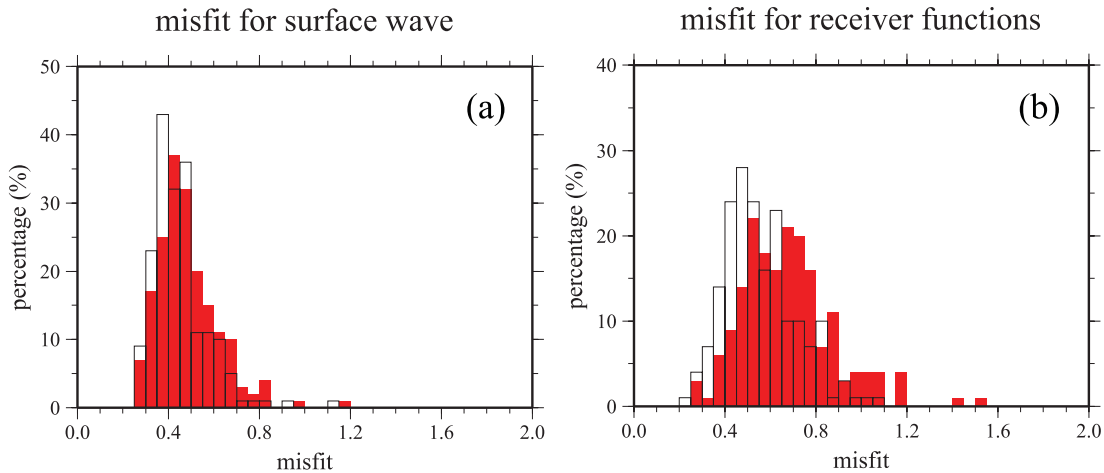 misfit for surface wave
percentage (%)
50
40
30
20
10
0
(a)
0.0 0.4 0.8 1.2 1.6 2.0
misfit
misfit for receiver functions
percentage (%)
40
30
20
10
0
(b)
0.0 0.4 0.8 1.2 1.6 2.0
misfit